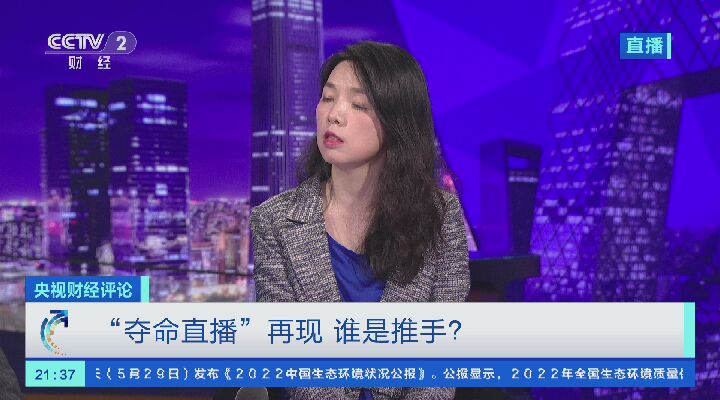 CCTV 2
财经
直播
央视财经评论
“夺命直播”再现 谁是推手?
21:37 (5月29日)发布《2022中国生态环境状况公报》。公报显示，2022年全国生态环境质量